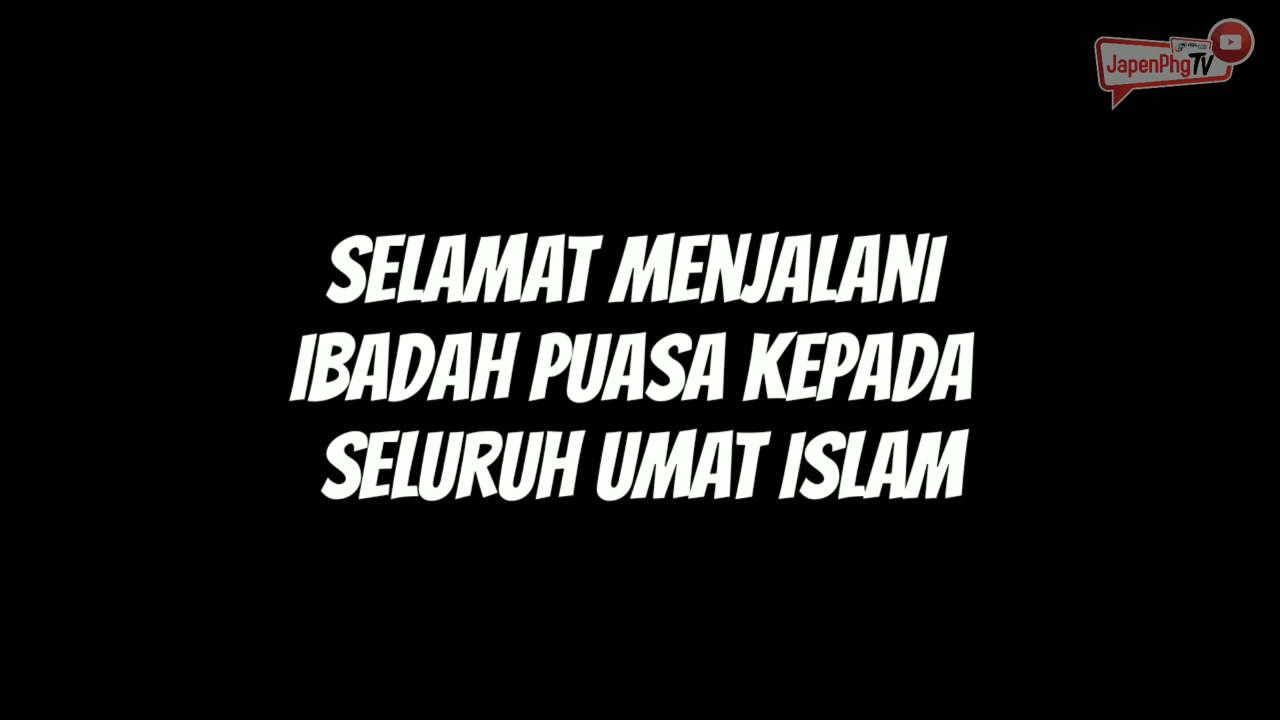 JapenPhgTV
SELAMAT MENJALANI
IBADAH PUASA KEPADA
SELURUH UMAT ISLAM